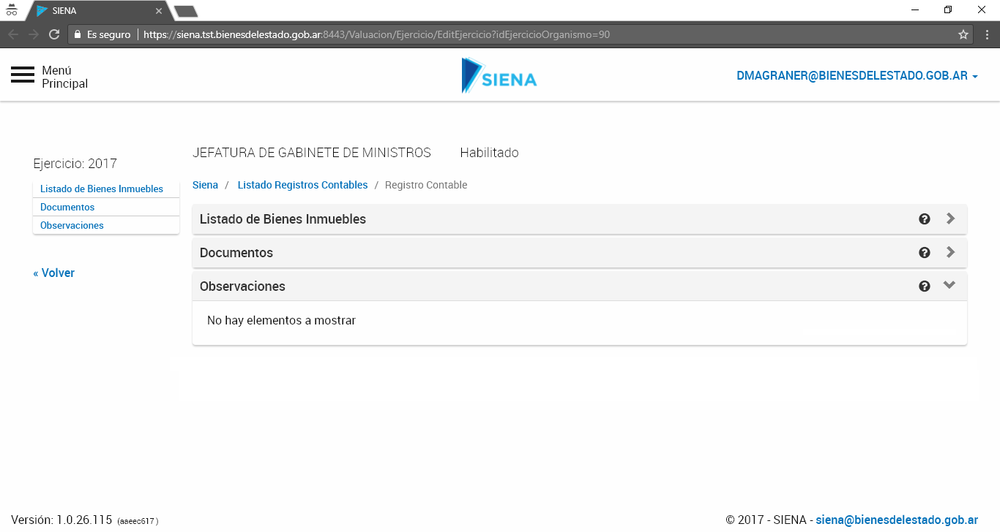 SIENA
Es seguro https://siena.tst.bienesdelestado.gob.ar:8443/Valuacion/Ejercicio/EditEjercicio?idEjercicioOrganismo=90
Menú
Principal
SIENA
DMAGRANER@BIENESDELESTADO.GOB.AR
Ejercicio: 2017
Listado de Bienes Inmuebles
Documentos
Observaciones
« Volver
JEFATURA DE GABINETE DE MINISTROS Habilitado
Siena / Listado Registros Contables / Registro Contable
Listado de Bienes Inmuebles
Documentos
Observaciones
No hay elementos a mostrar
Versión: 1.0.26.115 (aaeec617)
© 2017 - SIENA - siena@bienesdelestado.gob.ar